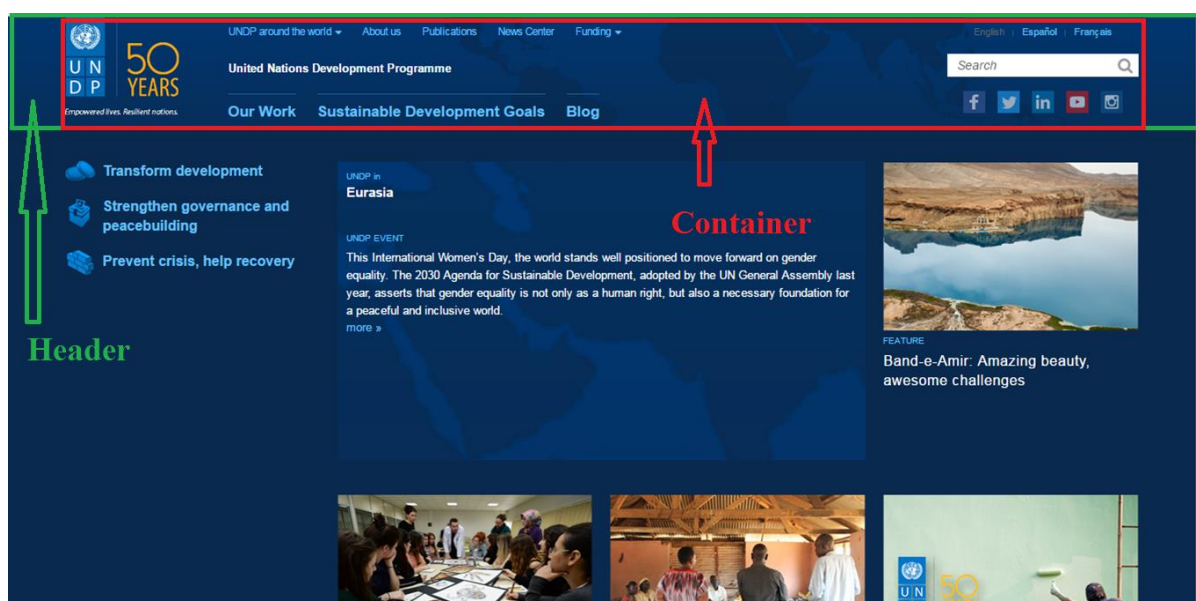 UNDP around the world About us Publications News Center Funding
English | Español | Français
50
YEARS
U N
D P
Empowered lives. Resilient nations.
United Nations Development Programme
Search
Our Work Sustainable Development Goals Blog
f in
Transform development
Strengthen governance and
peacebuilding
Prevent crisis, help recovery
Header
UNDP in
Eurasia
Container
UNDP EVENT
This International Women's Day, the world stands well positioned to move forward on gender
equality. The 2030 Agenda for Sustainable Development, adopted by the UN General Assembly last
year, asserts that gender equality is not only as a human right, but also a necessary foundation for
a peaceful and inclusive world.
more »
FEATURE
Band-e-Amir: Amazing beauty,
awesome challenges
U N
50